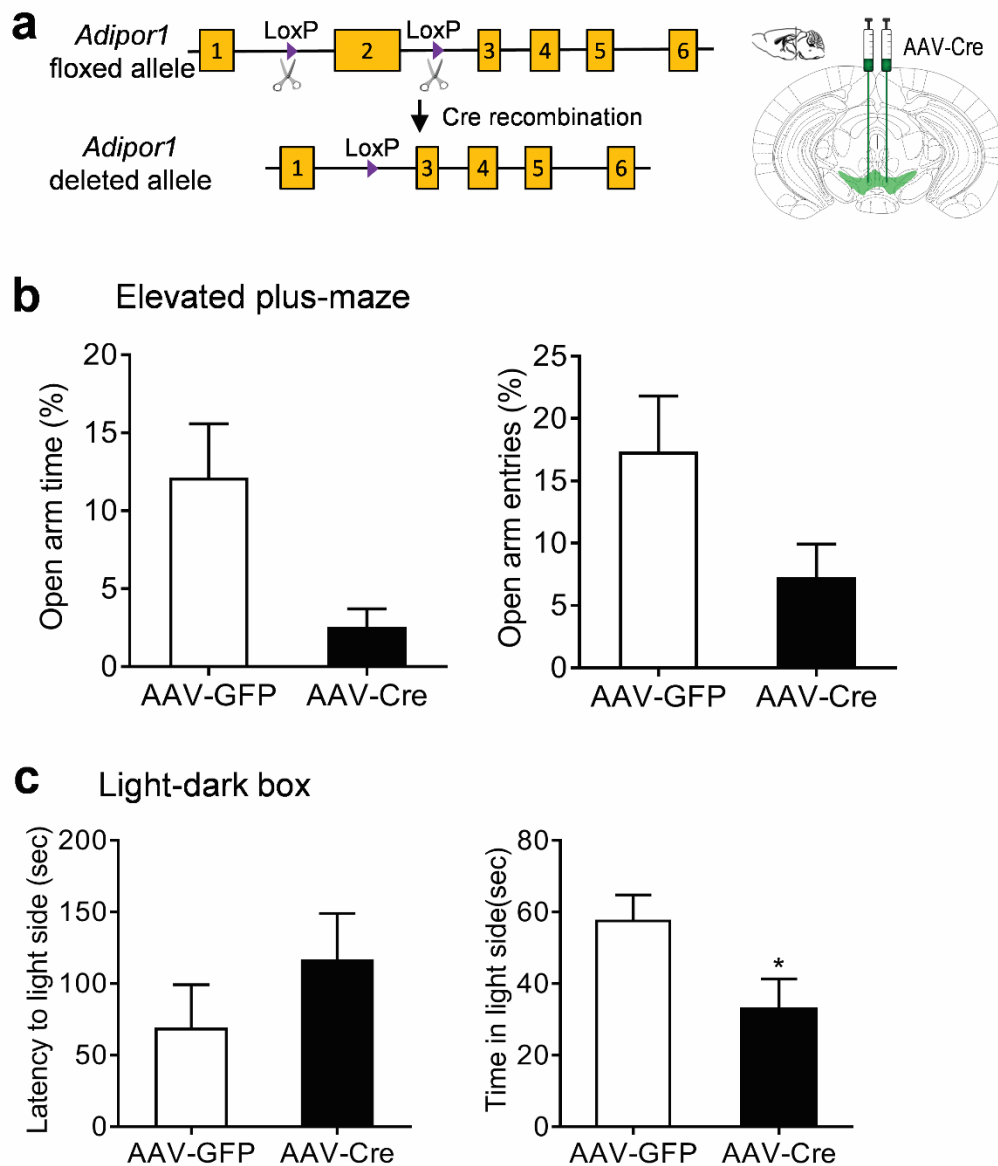 a
Adipor1
floxed allele
LoxP
LoxP
1
2
3
4
5
6
Cre recombination
Adipor1
deleted allele
LoxP
1
3
4
5
6
AAV-Cre
b
Elevated plus-maze
Open arm time (%)
20
15
10
5
0
AAV-GFP
AAV-Cre
Open arm entries (%)
25
20
15
10
5
0
AAV-GFP
AAV-Cre
c
Light-dark box
Latency to light side (sec)
200
150
100
50
0
AAV-GFP
AAV-Cre
Time in light side(sec)
80
60
40
20
0
*
AAV-GFP
AAV-Cre